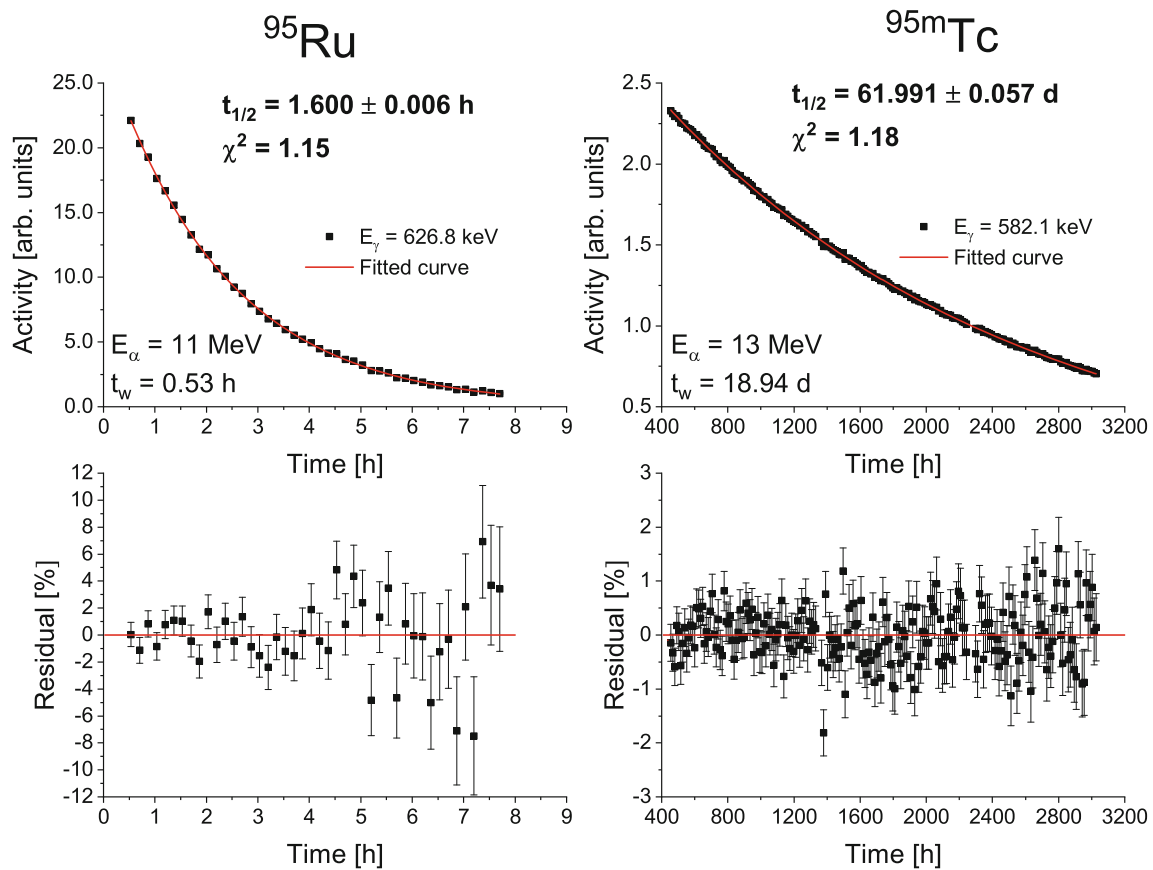 95Ru
95mTc
t1/2 = 1.600 ± 0.006 h
χ2 = 1.15
Eγ = 626.8 keV
Fitted curve
Eα = 11 MeV
tw = 0.53 h
Activity [arb. units]
25.0
20.0
15.0
10.0
5.0
0.0
0 1 2 3 4 5 6 7 8 9
Time [h]
t1/2 = 61.991 ± 0.057 d
χ2 = 1.18
Eγ = 582.1 keV
Fitted curve
Eα = 13 MeV
tw = 18.94 d
Activity [arb. units]
2.5
2.0
1.5
1.0
0.5
400 800 1200 1600 2000 2400 2800 3200
Time [h]
Residual [%]
12
10
8
6
4
2
0
-2
-4
-6
-8
-10
-12
0 1 2 3 4 5 6 7 8 9
Time [h]
Residual [%]
3
2
1
0
-1
-2
-3
400 800 1200 1600 2000 2400 2800 3200
Time [h]